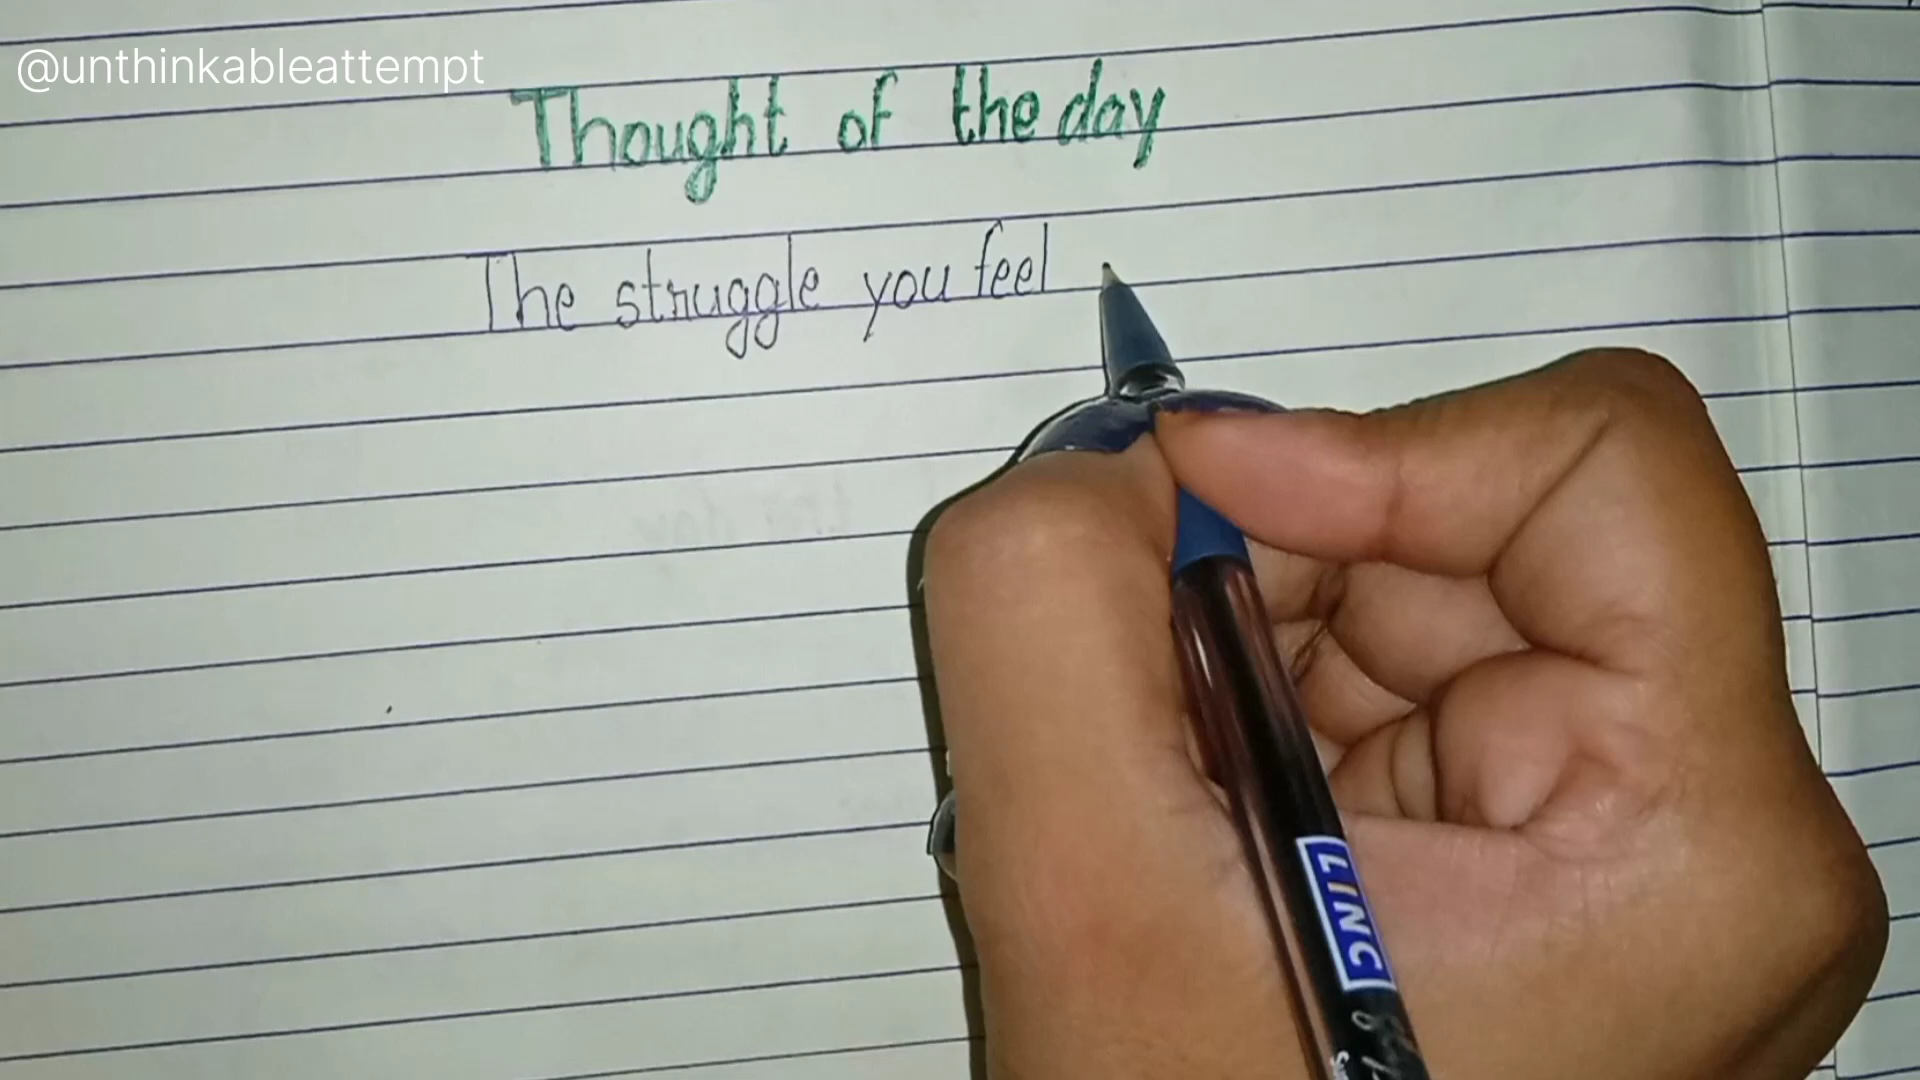 @unthinkableattempt
Thought of the day
The struggle you feel
LINC